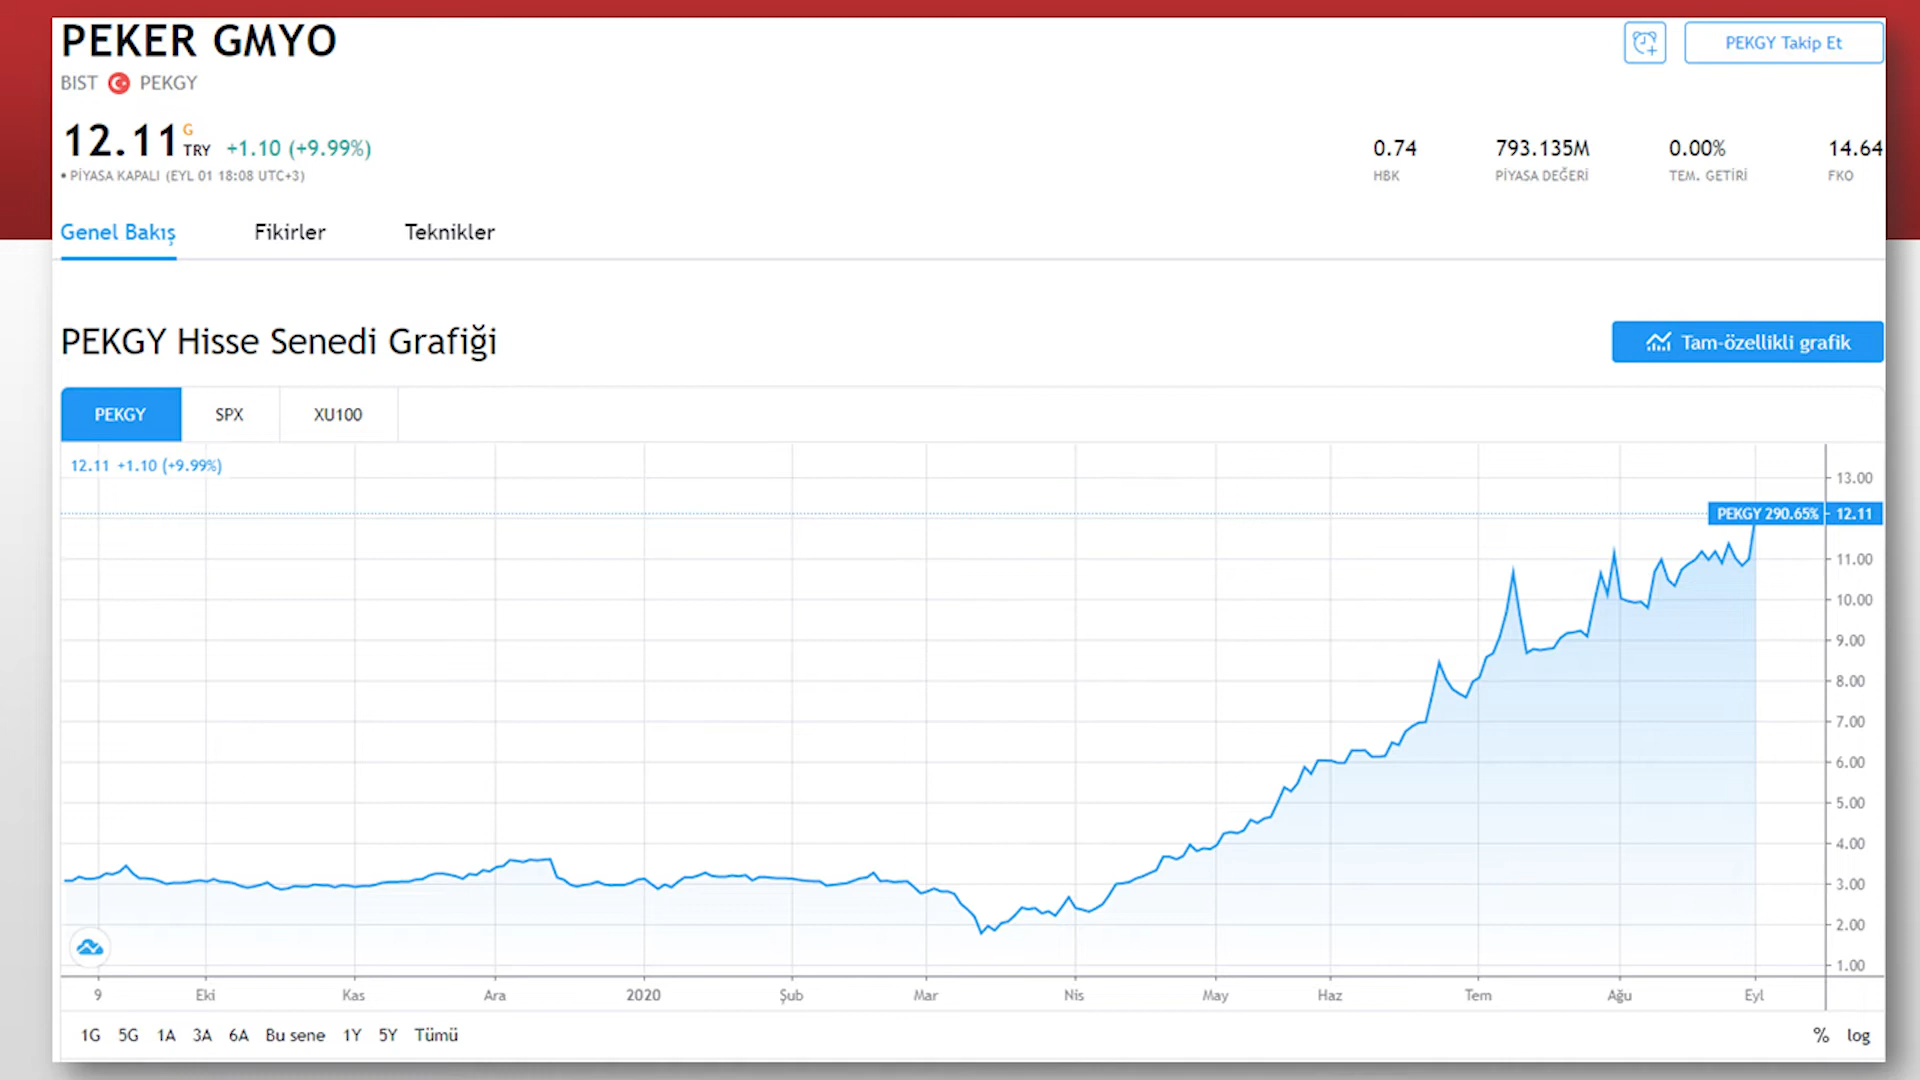 PEKER GMYO
PEKGY Takip Et
BIST PEKGY
12.11 G TRY +1.10 (+9.99%)
0.74 793.135M 0.00% 14.64
• PİYASA KAPALI (EYL 01 18:08 UTC+3)
HBK PİYASA DEĞERİ TEM. GETİRİ FKO
Genel Bakış Fikirler Teknikler
PEKGY Hisse Senedi Grafiği
Tam-özellikli grafik
PEKGY SPX XU100
12.11 +1.10 (+9.99%)
13.00
PEKGY 290.65% 12.11
11.00
10.00
9.00
8.00
7.00
6.00
5.00
4.00
3.00
2.00
1.00
9 Eki Kas Ara 2020 Şub Mar Nis May Haz Tem Ağu Eyl
1G 5G 1A 3A 6A Bu sene 1Y 5Y Tümü
% log